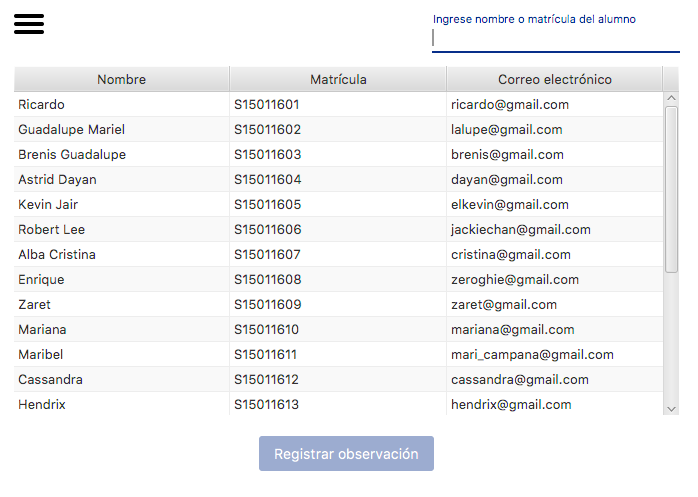 Ingrese nombre o matrícula del alumno
Nombre Matrícula Correo electrónico
Ricardo S15011601 ricardo@gmail.com
Guadalupe Mariel S15011602 lalupe@gmail.com
Brenis Guadalupe S15011603 brenis@gmail.com
Astrid Dayan S15011604 dayan@gmail.com
Kevin Jair S15011605 elkevin@gmail.com
Robert Lee S15011606 jackiechan@gmail.com
Alba Cristina S15011607 cristina@gmail.com
Enrique S15011608 zeroghie@gmail.com
Zaret S15011609 zaret@gmail.com
Mariana S15011610 mariana@gmail.com
Maribel S15011611 mari_campana@gmail.com
Cassandra S15011612 cassandra@gmail.com
Hendrix S15011613 hendrix@gmail.com
Registrar observación